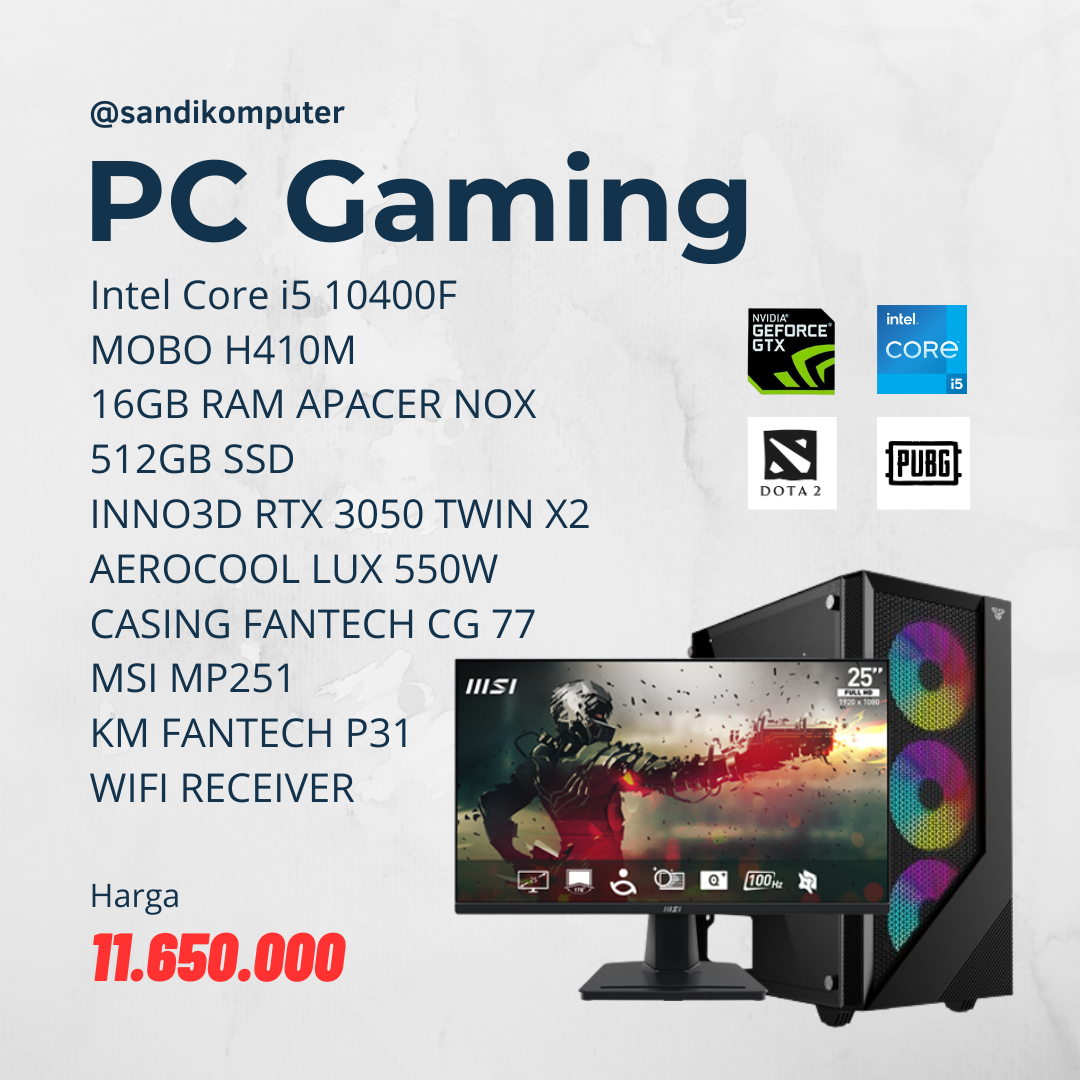 @sandikomputer
PC Gaming
Intel Core i5 10400F
MOBO H410M
16GB RAM APACER NOX
512GB SSD
INNO3D RTX 3050 TWIN X2
AEROCOOL LUX 550W
CASING FANTECH CG 77
MSI MP251
KM FANTECH P31
WIFI RECEIVER
Harga
11.650.000
NVIDIA®
GEFORCE®
GTX
intel.
CORE
i5
DOTA 2
PUBG
msi
25”
FULL HD
1920 x 1080
25"
178°
100Hz
msi